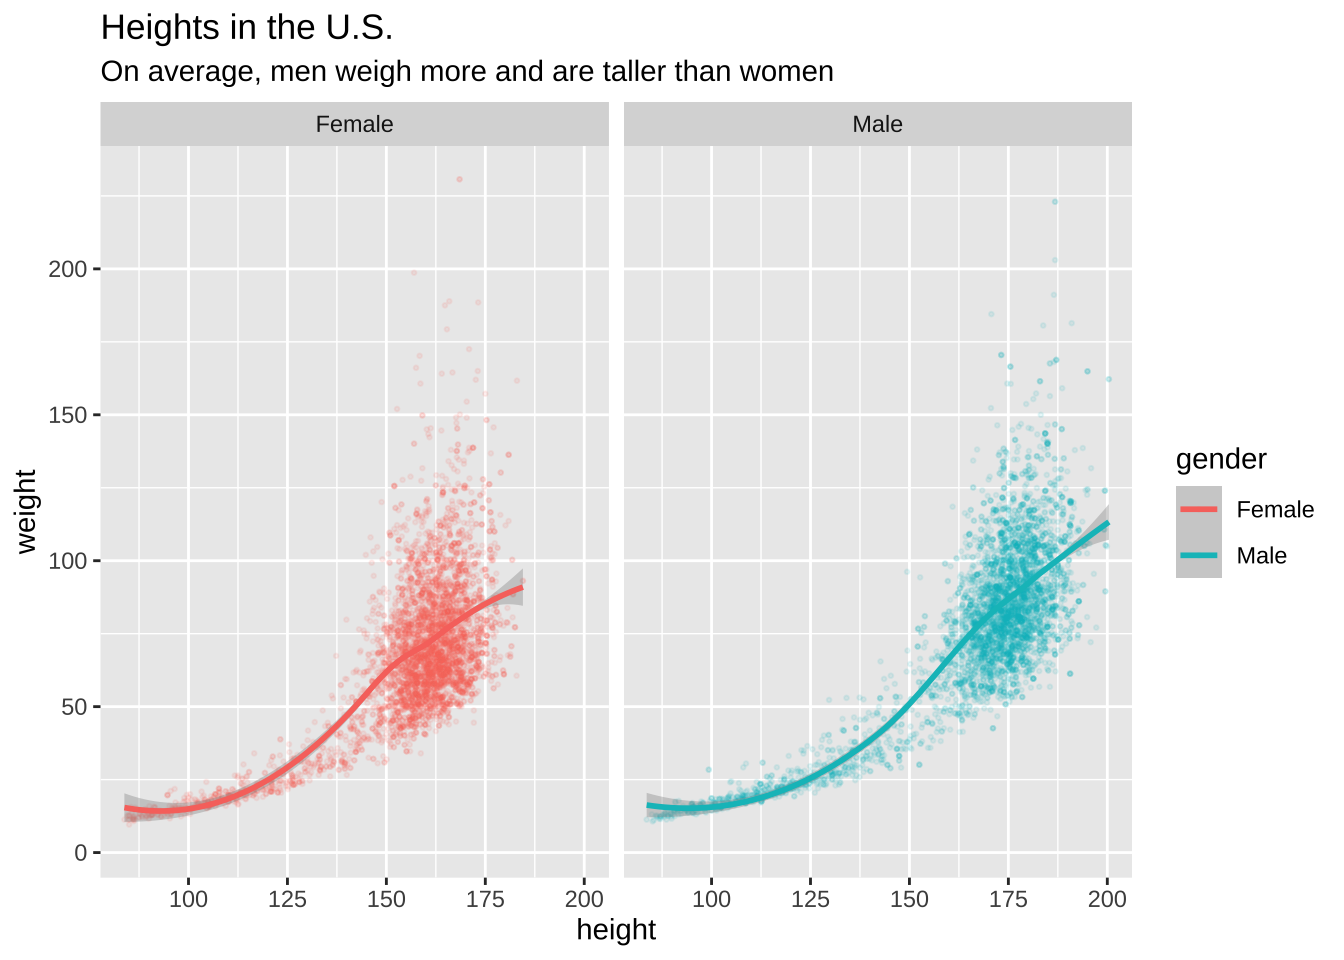 Heights in the U.S.
On average, men weigh more and are taller than women
Female
Male
200
150
100
50
0
weight
100 125 150 175 200
100 125 150 175 200
height
gender
Female
Male